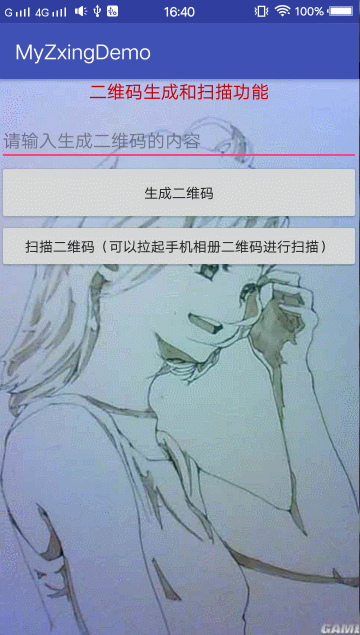 G 4G 16:40 100%
MyZxingDemo
二维码生成和扫描功能
请输入生成二维码的内容
生成二维码
扫描二维码（可以拉起手机相册二维码进行扫描）
GAME